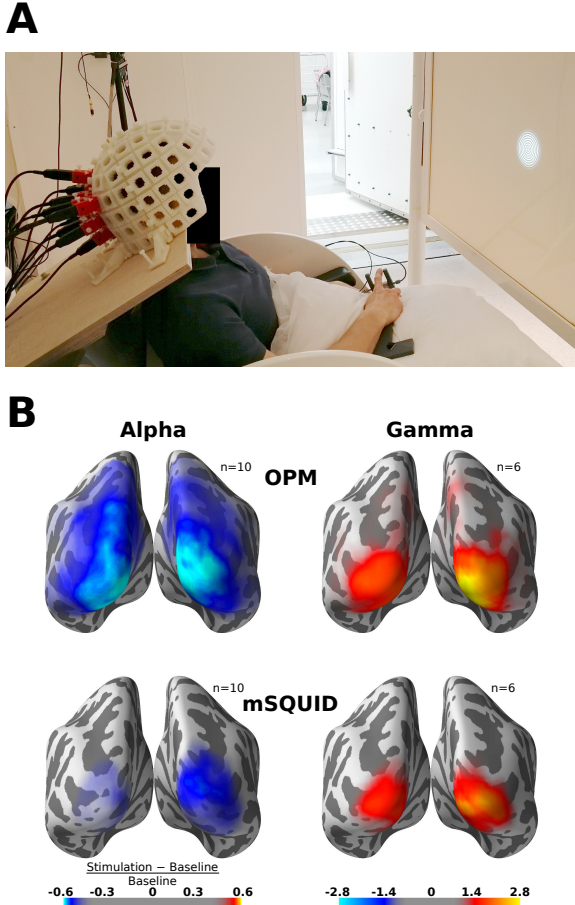 A
B
Alpha
Gamma
n=10
n=6
OPM
n=10
n=6
mSQUID
Stimulation − Baseline
Baseline
-0.6 -0.3 0 0.3 0.6
-2.8 -1.4 0 1.4 2.8